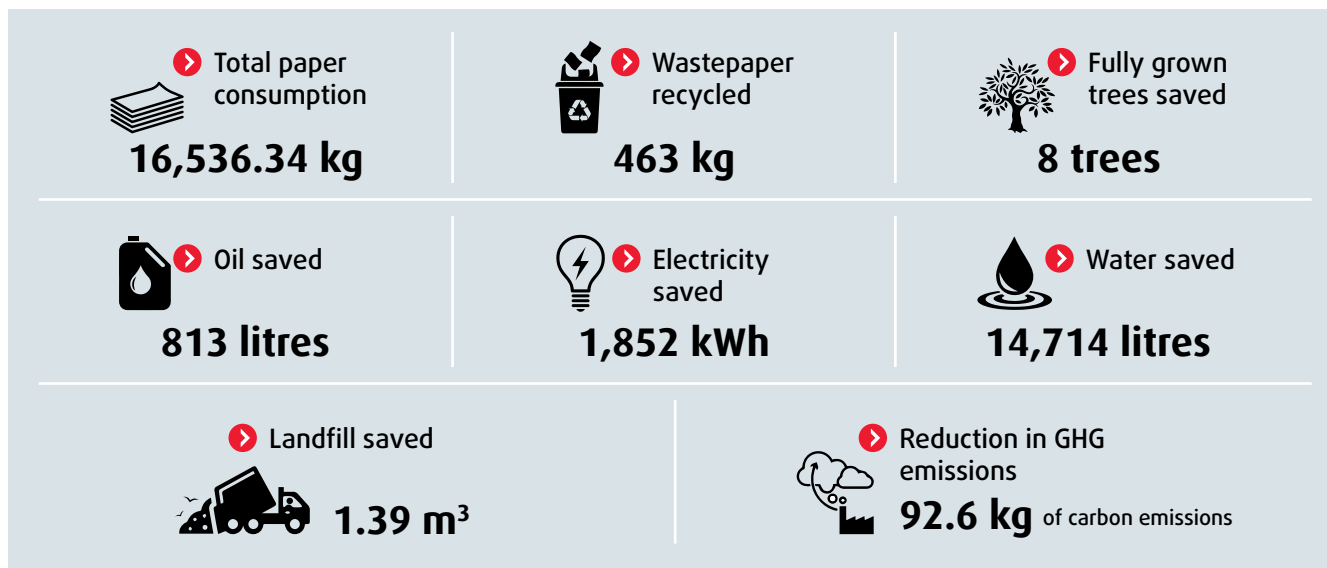 Total paper
consumption
16,536.34 kg
Wastepaper
recycled
463 kg
Fully grown
trees saved
8 trees
Oil saved
813 litres
Electricity
saved
1,852 kWh
Water saved
14,714 litres
Landfill saved
1.39 m³
Reduction in GHG
emissions
92.6 kg of carbon emissions